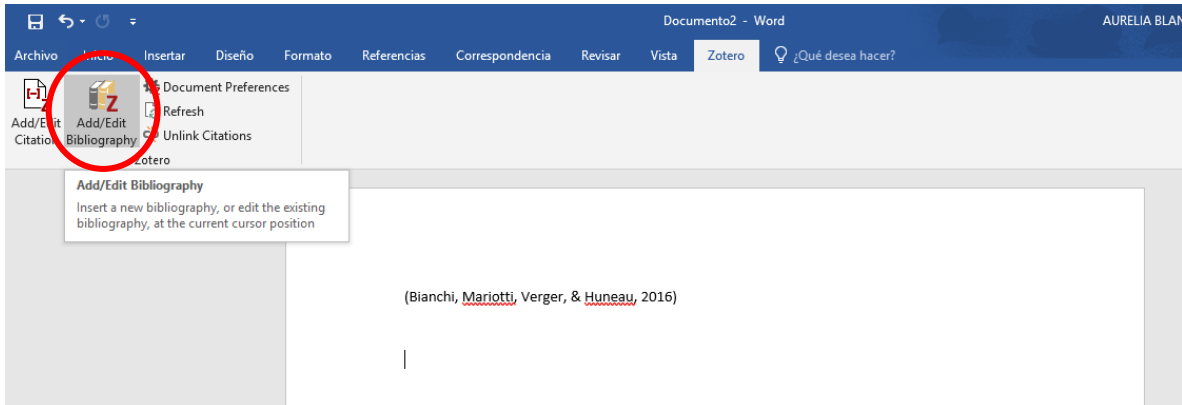 Documento2 - Word
AURELIA BLAN
Archivo Inicio Insertar Diseño Formato Referencias Correspondencia Revisar Vista Zotero ¿Qué desea hacer?
Add/Edit Citation
Add/Edit Bibliography
Document Preferences
Refresh
Unlink Citations
Zotero
Add/Edit Bibliography
Insert a new bibliography, or edit the existing
bibliography, at the current cursor position
(Bianchi, Mariotti, Verger, & Huneau, 2016)